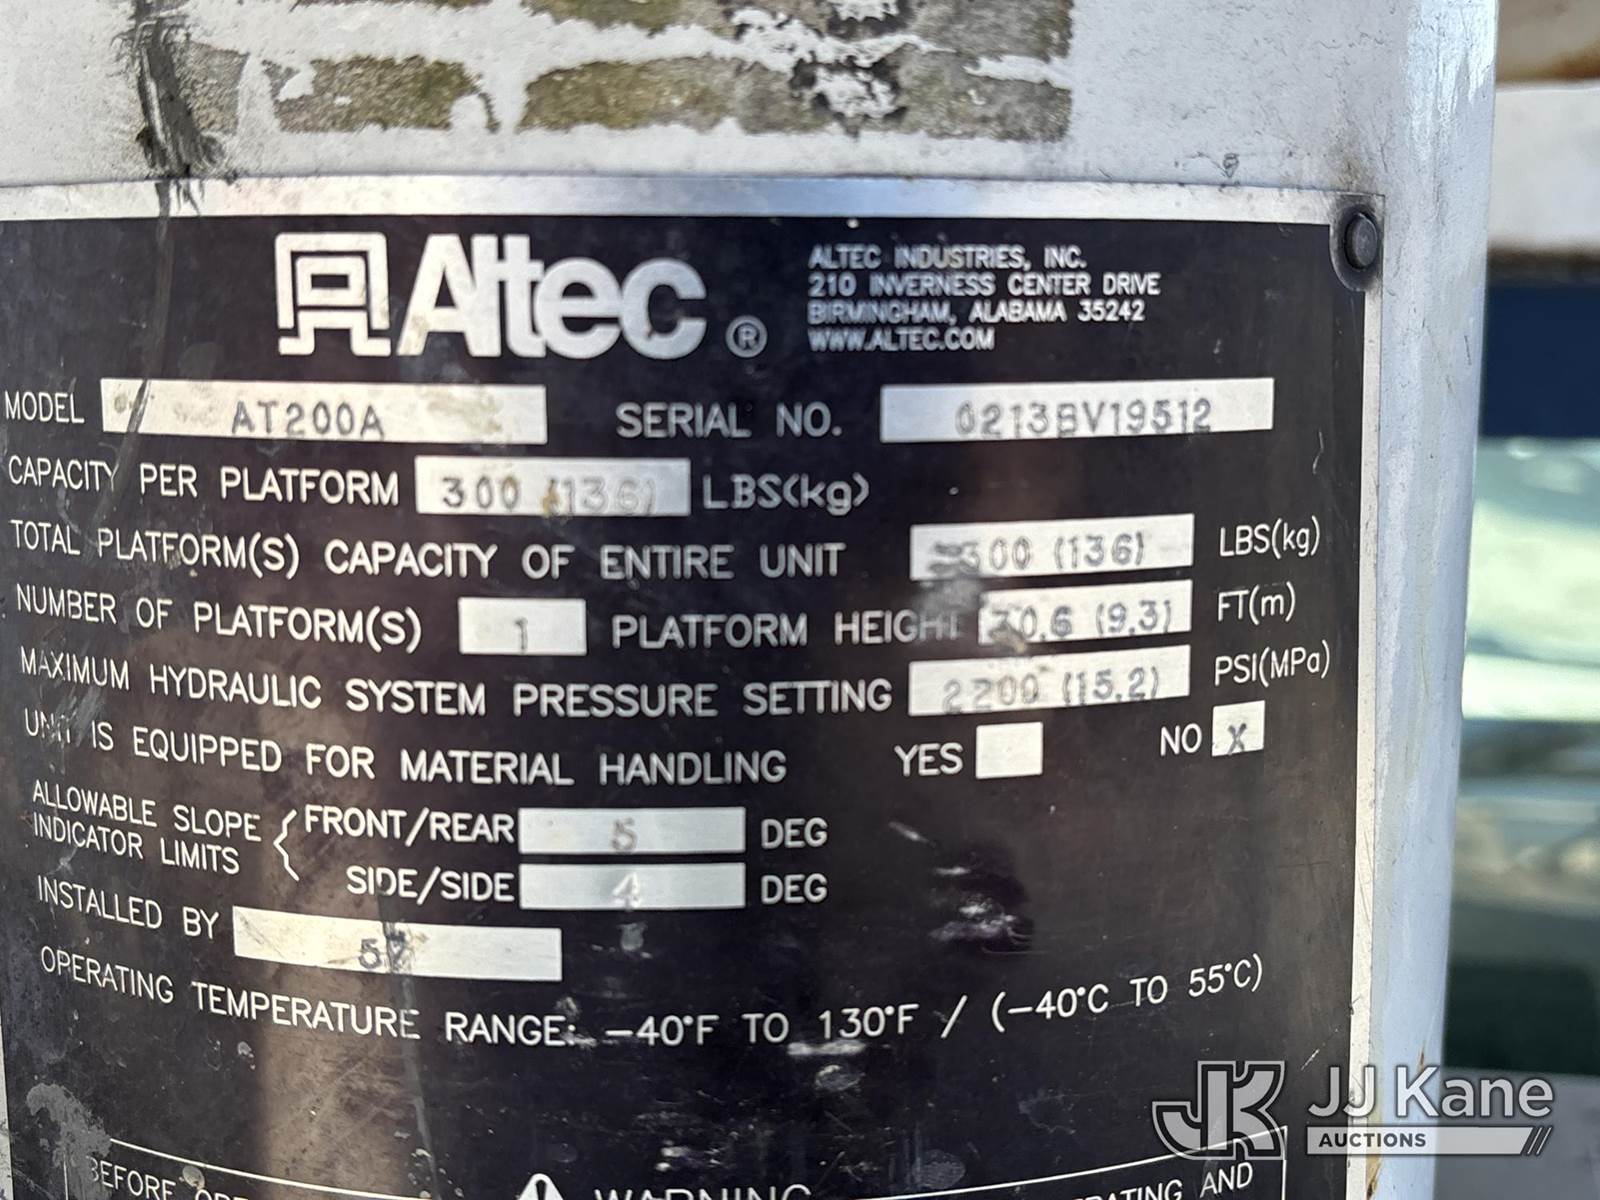 Altec ®
ALTEC INDUSTRIES, INC.
210 INVERNESS CENTER DRIVE
BIRMINGHAM, ALABAMA 35242
WWW.ALTEC.COM
MODEL AT200A SERIAL NO. 0213BV19512
CAPACITY PER PLATFORM 300 (136) LBS(kg)
TOTAL PLATFORM(S) CAPACITY OF ENTIRE UNIT 300 (136) LBS(kg)
NUMBER OF PLATFORM(S) 1 PLATFORM HEIGHT 30.6 (9.3) FT(m)
MAXIMUM HYDRAULIC SYSTEM PRESSURE SETTING 2200 (15.2) PSI(MPa)
UNIT IS EQUIPPED FOR MATERIAL HANDLING YES NO X
ALLOWABLE SLOPE INDICATOR LIMITS
FRONT/REAR 5 DEG
SIDE/SIDE 4 DEG
INSTALLED BY
OPERATING TEMPERATURE RANGE: -40°F TO 130°F / (-40°C TO 55°C)
WARNING
BEFORE AND
JJ Kane
AUCTIONS